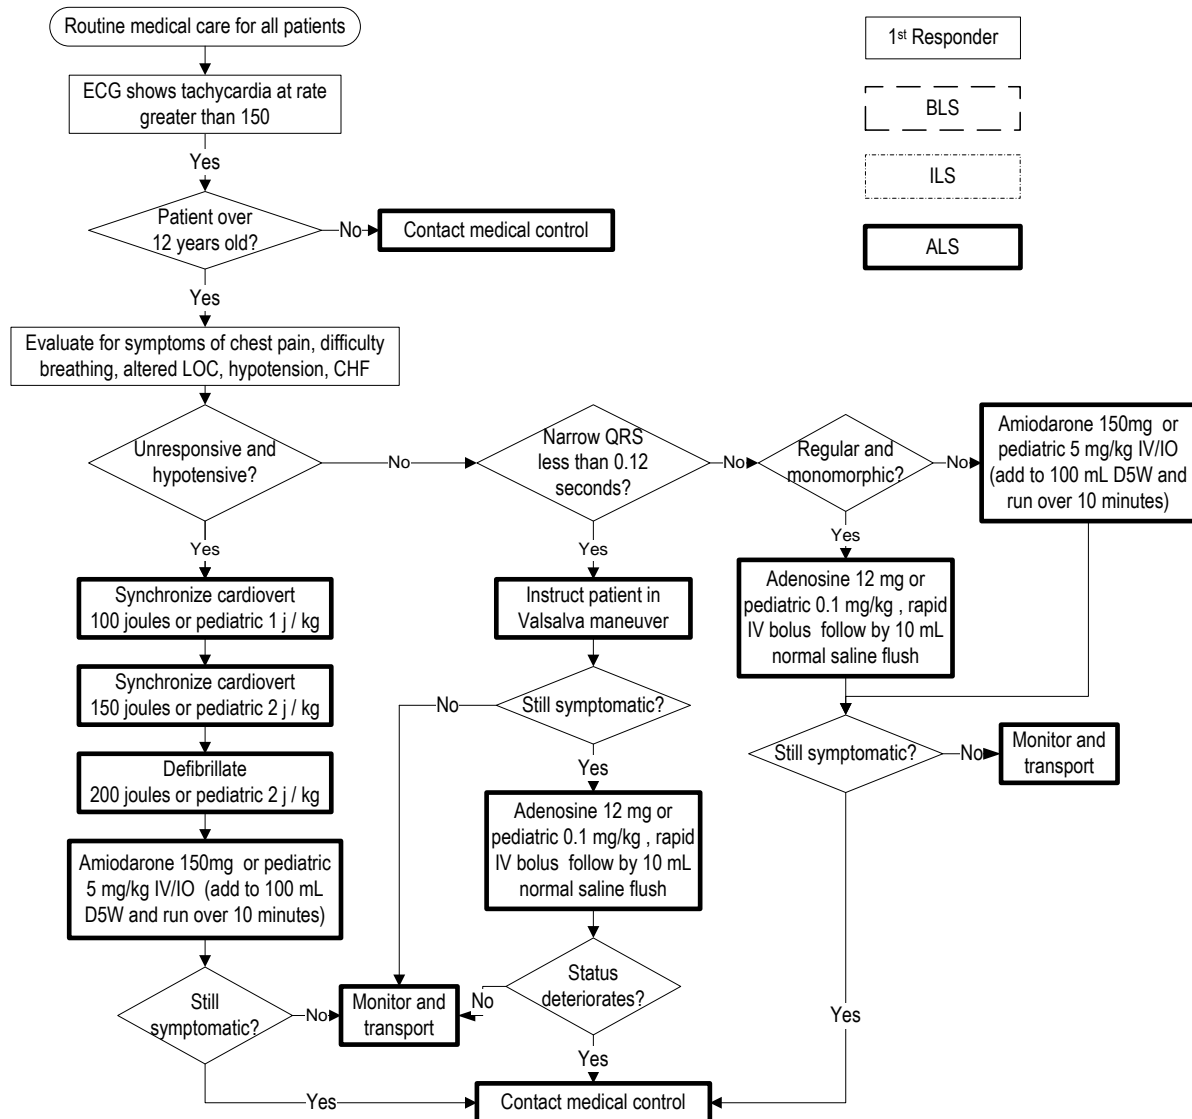 Routine medical care for all patients
1st Responder
ECG shows tachycardia at rate
greater than 150
BLS
Yes
ILS
Patient over
12 years old?
No
Contact medical control
ALS
Yes
Evaluate for symptoms of chest pain, difficulty
breathing, altered LOC, hypotension, CHF
Unresponsive and
hypotensive?
No
Narrow QRS
less than 0.12
seconds?
No
Regular and
monomorphic?
No
Amiodarone 150mg or
pediatric 5 mg/kg IV/IO
(add to 100 mL D5W and
run over 10 minutes)
Yes
Yes
Yes
Synchronize cardiovert
100 joules or pediatric 1 j / kg
Instruct patient in
Valsalva maneuver
Adenosine 12 mg or
pediatric 0.1 mg/kg , rapid
IV bolus follow by 10 mL
normal saline flush
Synchronize cardiovert
150 joules or pediatric 2 j / kg
No
Still symptomatic?
Still symptomatic?
No
Monitor and
transport
Defibrillate
200 joules or pediatric 2 j / kg
Yes
Adenosine 12 mg or
pediatric 0.1 mg/kg , rapid
IV bolus follow by 10 mL
normal saline flush
Amiodarone 150mg or pediatric
5 mg/kg IV/IO (add to 100 mL
D5W and run over 10 minutes)
Still
symptomatic?
No
Monitor and
transport
No
Status
deteriorates?
Yes
Yes
Yes
Contact medical control